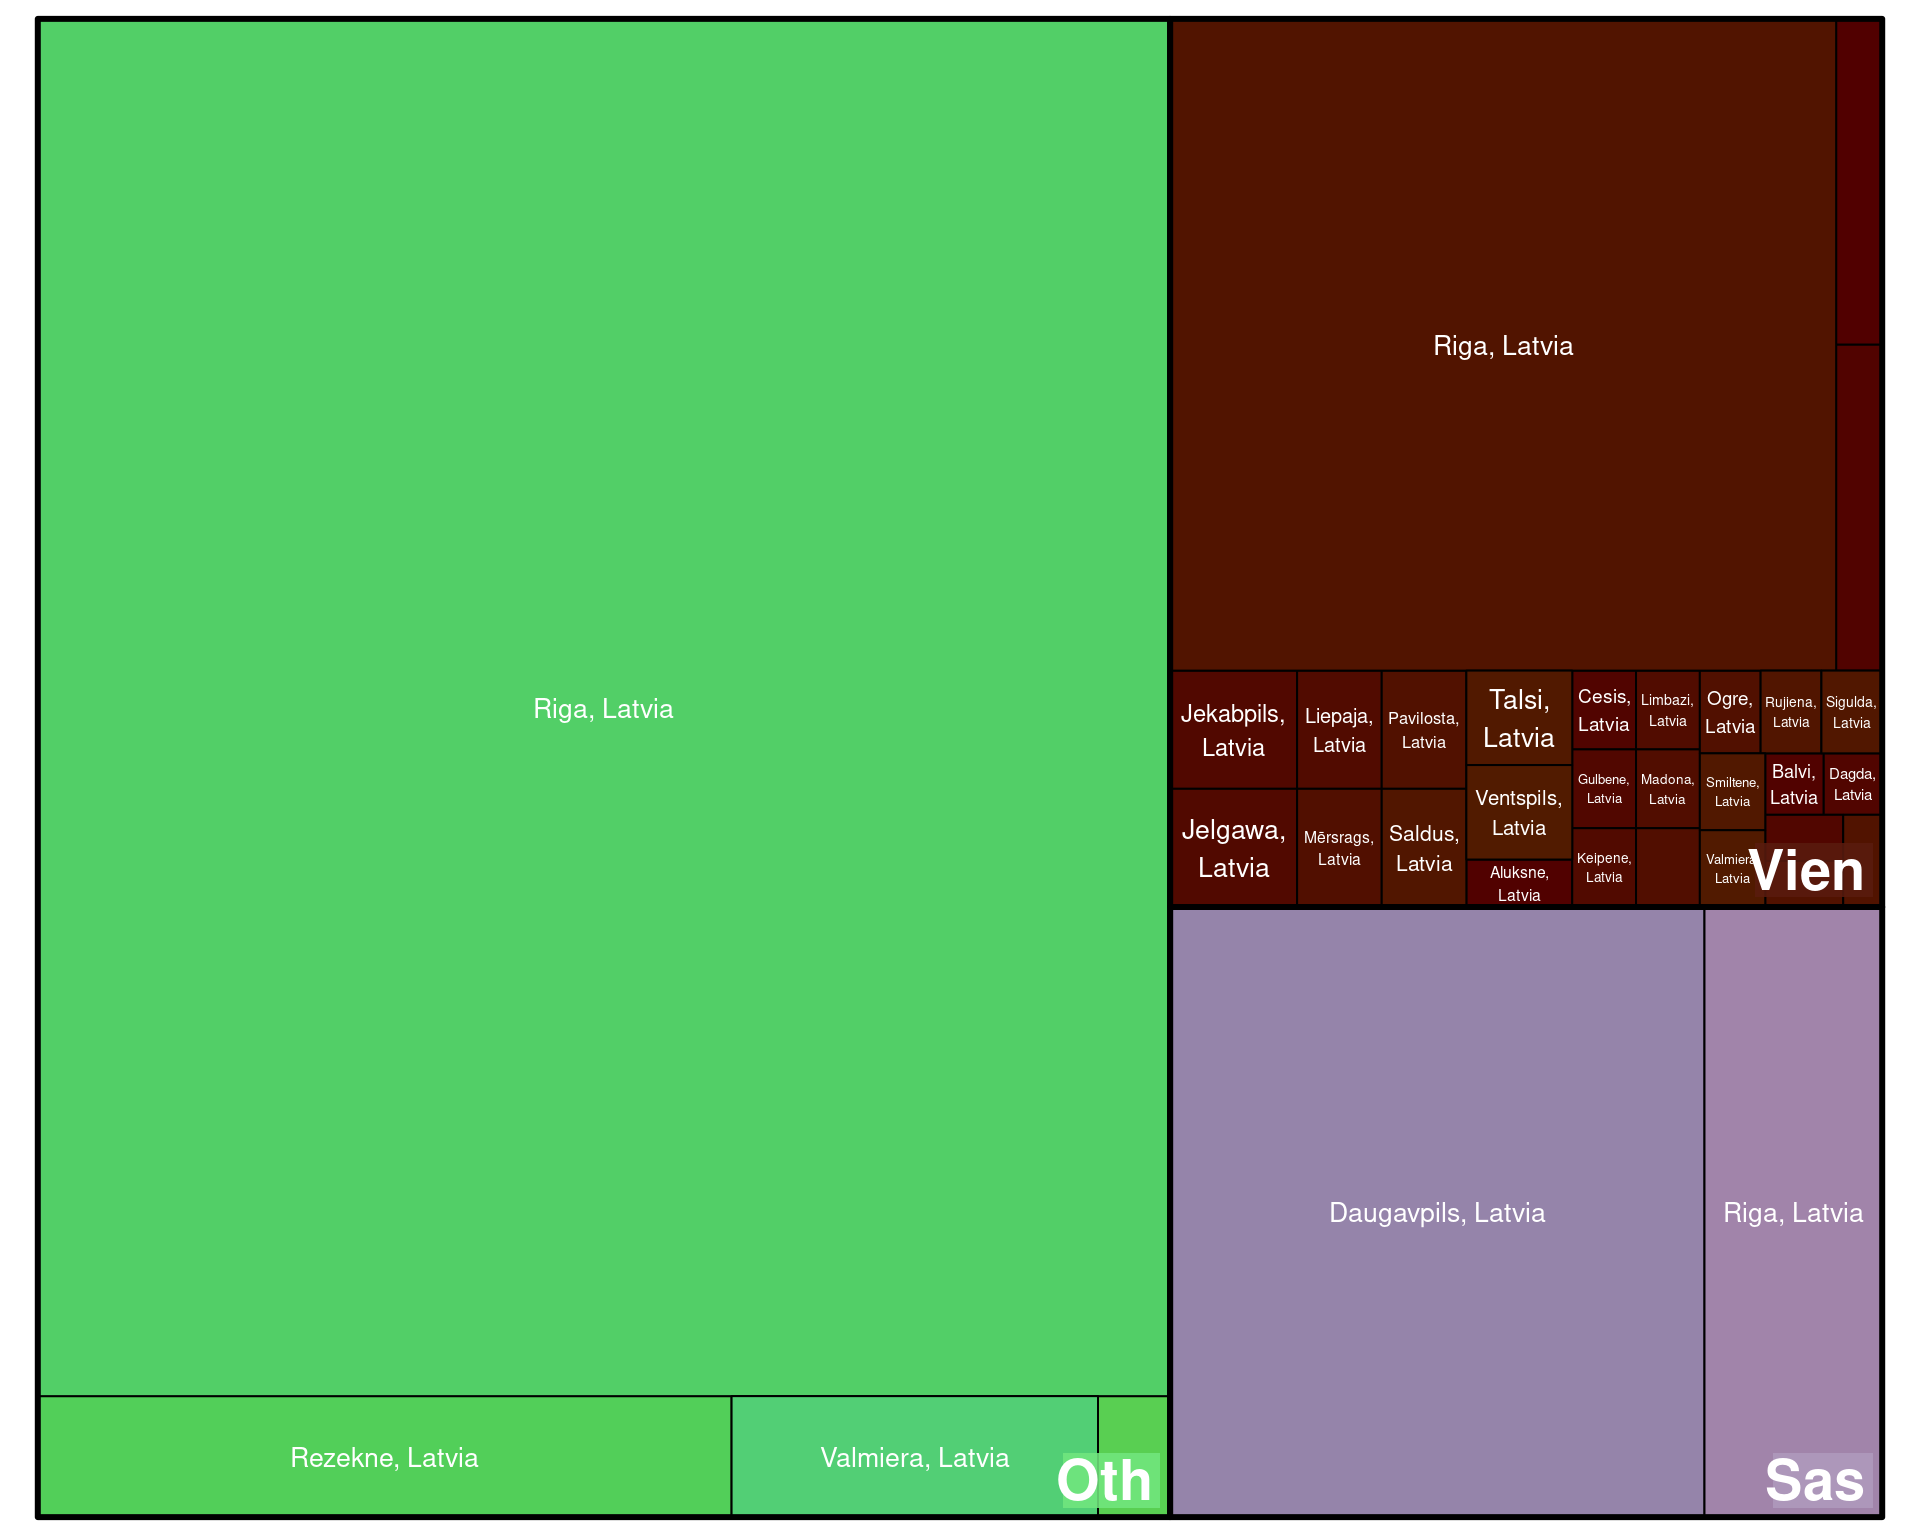 Riga, Latvia
Rezekne, Latvia
Valmiera, Latvia
Oth
Riga, Latvia
Jekabpils,
Latvia
Jelgawa,
Latvia
Liepaja,
Latvia
Mērsrags,
Latvia
Pavilosta,
Latvia
Saldus,
Latvia
Talsi,
Latvia
Ventspils,
Latvia
Aluksne,
Latvia
Cesis,
Latvia
Gulbene,
Latvia
Keipene,
Latvia
Limbazi,
Latvia
Madona,
Latvia
Ogre,
Latvia
Rujiena,
Latvia
Sigulda,
Latvia
Smiltene,
Latvia
Valmiera
Latvia
Balvi,
Latvia
Dagda,
Latvia
Vien
Daugavpils, Latvia
Riga, Latvia
Sas